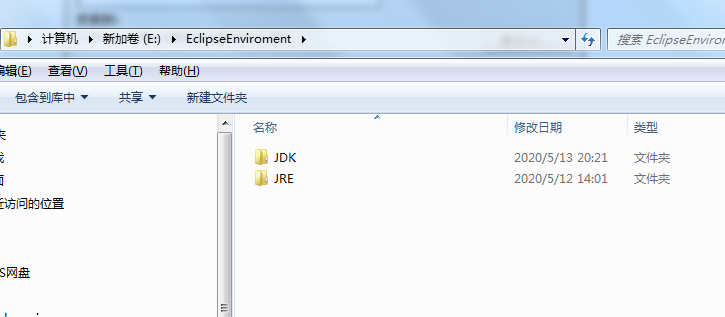 计算机 新加卷 (E:) EclipseEnviroment 搜索 EclipseEnvirom
编辑(E) 查看(V) 工具(T) 帮助(H)
包含到库中 共享 新建文件夹
名称 修改日期 类型
JDK 2020/5/13 20:21 文件夹
JRE 2020/5/12 14:01 文件夹
夹
面
近访问的位置
S网盘